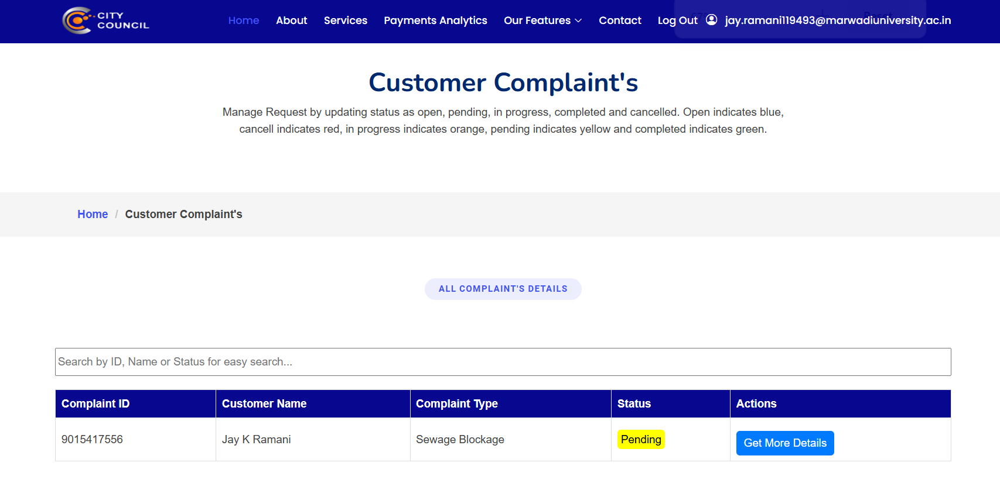 CITY
COUNCIL
Home About Services Payments Analytics Our Features Contact Log Out jay.ramani119493@marwadiuniversity.ac.in
Customer Complaint's
Manage Request by updating status as open, pending, in progress, completed and cancelled. Open indicates blue,
cancell indicates red, in progress indicates orange, pending indicates yellow and completed indicates green.
Home / Customer Complaint's
ALL COMPLAINT'S DETAILS
Search by ID, Name or Status for easy search...
Complaint ID Customer Name Complaint Type Status Actions
9015417556 Jay K Ramani Sewage Blockage Pending Get More Details